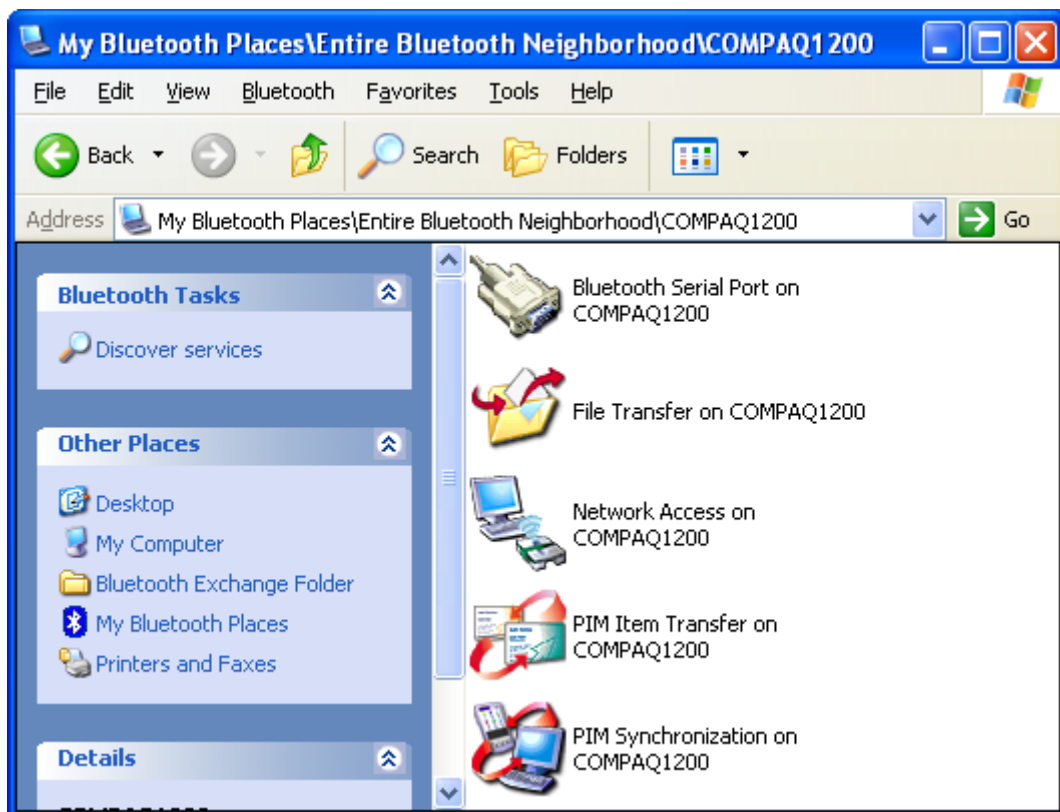 My Bluetooth Places\Entire Bluetooth Neighborhood\COMPAQ1200
File Edit View Bluetooth Favorites Tools Help
Back Search Folders
Address My Bluetooth Places\Entire Bluetooth Neighborhood\COMPAQ1200 Go
Bluetooth Tasks
Discover services
Other Places
Desktop
My Computer
Bluetooth Exchange Folder
My Bluetooth Places
Printers and Faxes
Details
Bluetooth Serial Port on
COMPAQ1200
File Transfer on COMPAQ1200
Network Access on
COMPAQ1200
PIM Item Transfer on
COMPAQ1200
PIM Synchronization on
COMPAQ1200